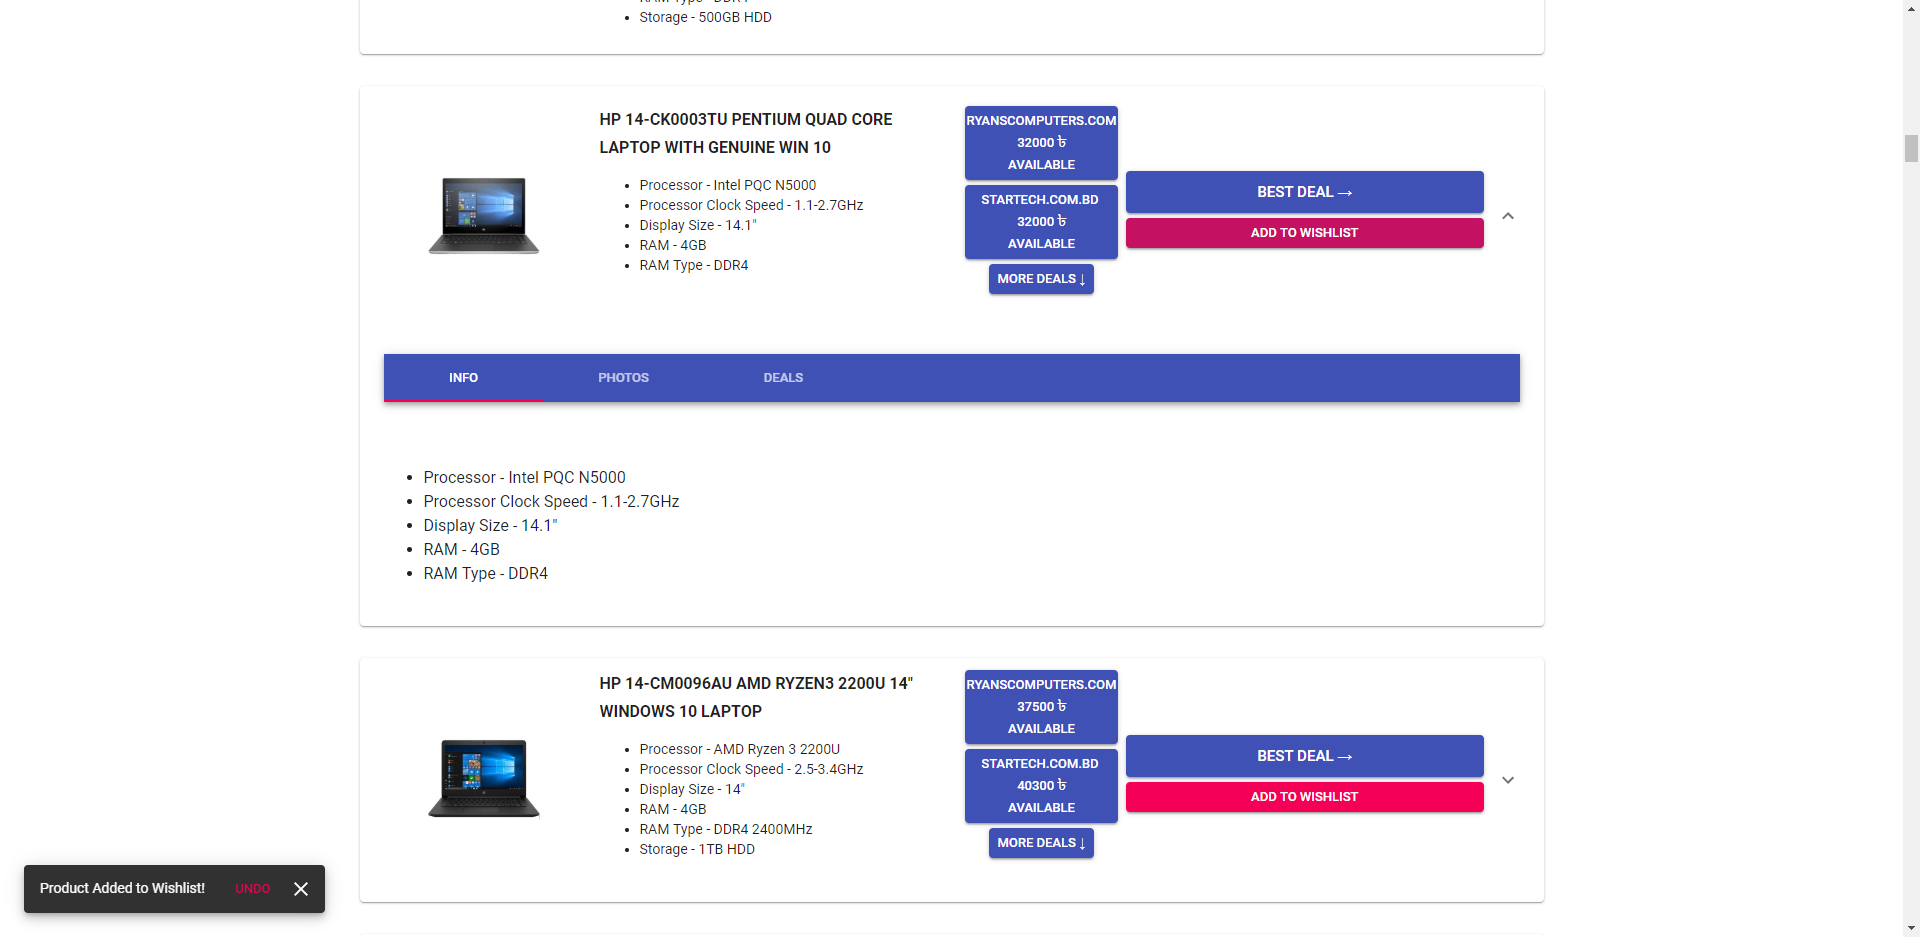 Storage - 500GB HDD
HP 14-CK0003TU PENTIUM QUAD CORE
LAPTOP WITH GENUINE WIN 10
Processor - Intel PQC N5000
Processor Clock Speed - 1.1-2.7GHz
Display Size - 14.1"
RAM - 4GB
RAM Type - DDR4
RYANSCOMPUTERS.COM
32000 ৳
AVAILABLE
STARTECH.COM.BD
32000 ৳
AVAILABLE
MORE DEALS ↓
BEST DEAL →
ADD TO WISHLIST
INFO PHOTOS DEALS
Processor - Intel PQC N5000
Processor Clock Speed - 1.1-2.7GHz
Display Size - 14.1"
RAM - 4GB
RAM Type - DDR4
HP 14-CM0096AU AMD RYZEN3 2200U 14"
WINDOWS 10 LAPTOP
Processor - AMD Ryzen 3 2200U
Processor Clock Speed - 2.5-3.4GHz
Display Size - 14"
RAM - 4GB
RAM Type - DDR4 2400MHz
Storage - 1TB HDD
RYANSCOMPUTERS.COM
37500 ৳
AVAILABLE
STARTECH.COM.BD
40300 ৳
AVAILABLE
MORE DEALS ↓
BEST DEAL →
ADD TO WISHLIST
Product Added to Wishlist! UNDO